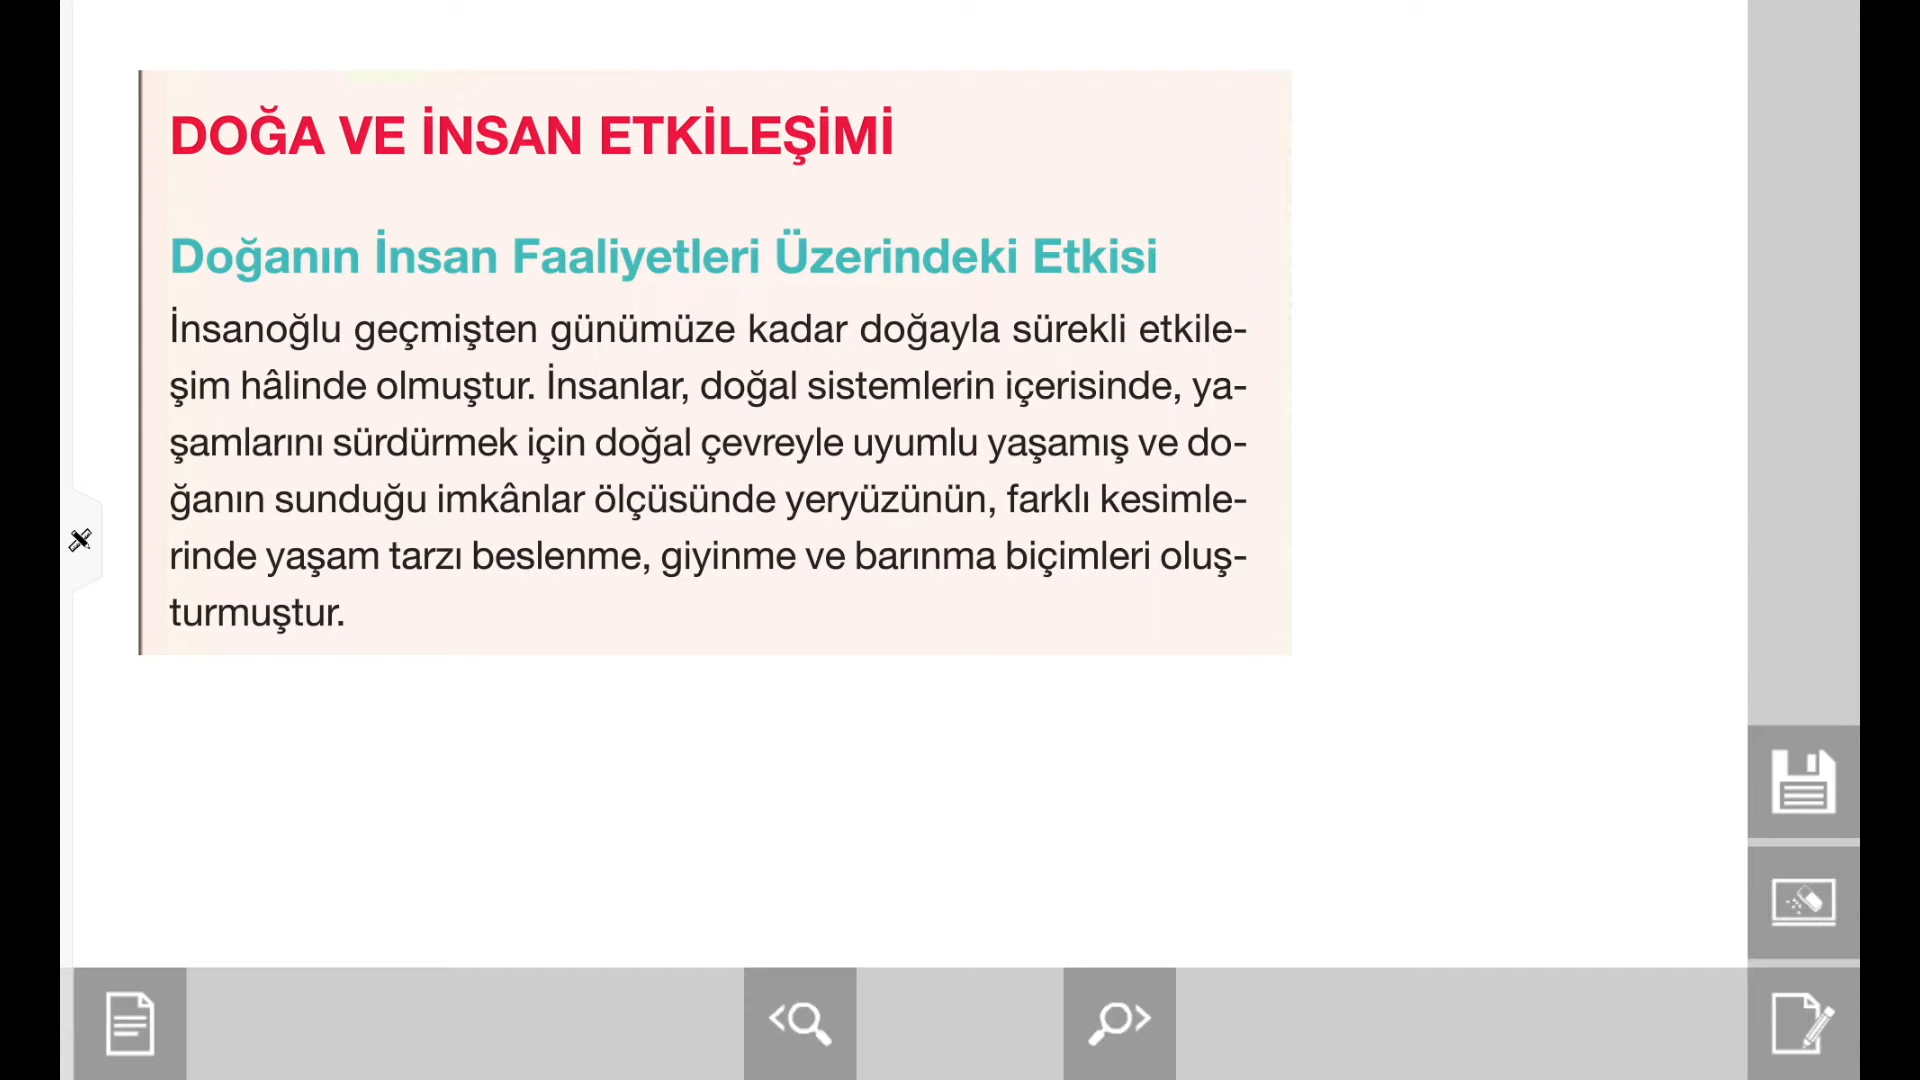 DOĞA VE İNSAN ETKİLEŞİMİ
Doğanın İnsan Faaliyetleri Üzerindeki Etkisi
İnsanoğlu geçmişten günümüze kadar doğayla sürekli etkile-
şim hâlinde olmuştur. İnsanlar, doğal sistemlerin içerisinde, ya-
şamlarını sürdürmek için doğal çevreyle uyumlu yaşamış ve do-
ğanın sunduğu imkânlar ölçüsünde yeryüzünün, farklı kesimle-
rinde yaşam tarzı beslenme, giyinme ve barınma biçimleri oluş-
turmuştur.